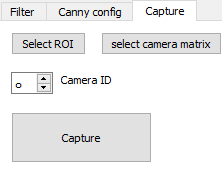 Filter Canny config Capture
Select ROI select camera matrix
0 Camera ID
Capture